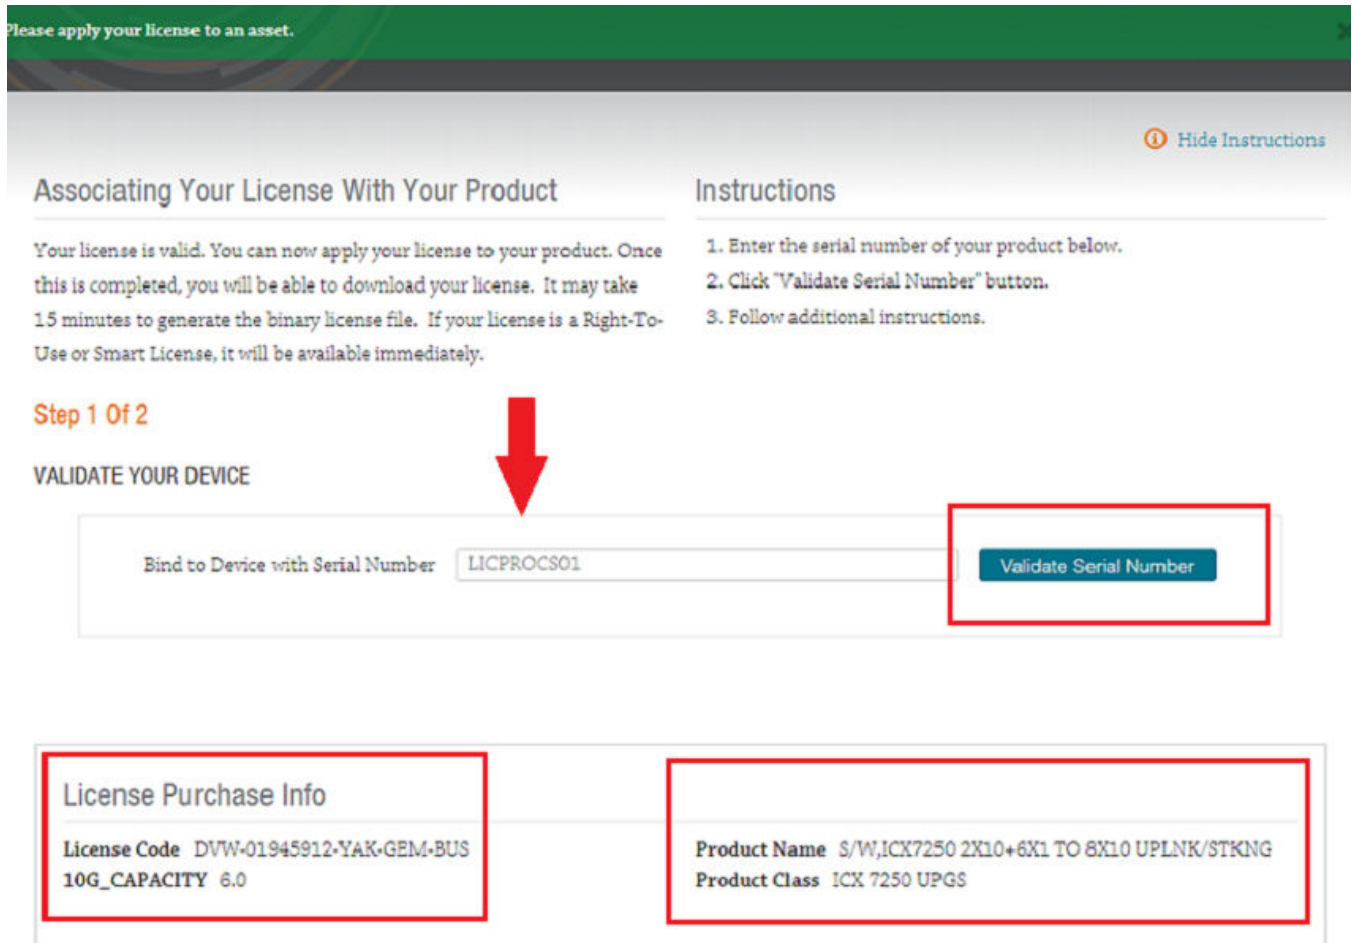 Please apply your license to an asset.
Hide Instructions
Associating Your License With Your Product
Your license is valid. You can now apply your license to your product. Once
this is completed, you will be able to download your license. It may take
15 minutes to generate the binary license file. If your license is a Right-To-
Use or Smart License, it will be available immediately.
Instructions
1. Enter the serial number of your product below.
2. Click "Validate Serial Number" button.
3. Follow additional instructions.
Step 1 Of 2
VALIDATE YOUR DEVICE
Bind to Device with Serial Number LICPROCS01 Validate Serial Number
License Purchase Info
License Code DVW-01945912-YAK-GEM-BUS
10G_CAPACITY 6.0
Product Name S/W,ICX7250 2X10+6X1 TO 8X10 UPLNK/STKNG
Product Class ICX 7250 UPGS